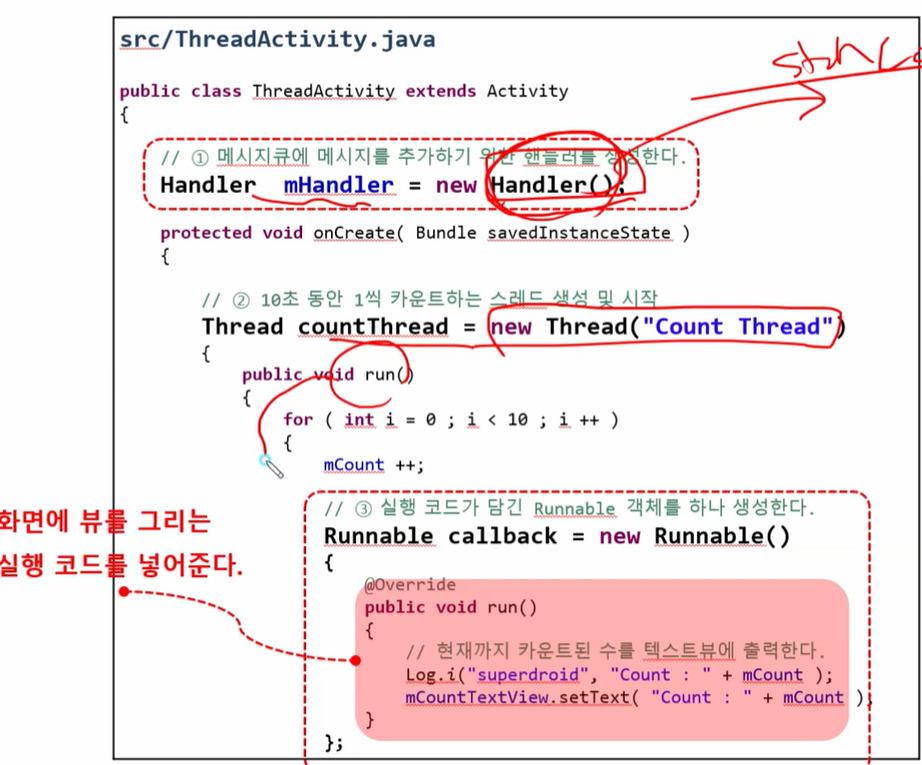 src/ThreadActivity.java
public class ThreadActivity extends Activity
{
// ① 메시지큐에 메시지를 추가하기 위한 핸들러를 생성한다.
Handler mHandler = new Handler();
protected void onCreate( Bundle savedInstanceState )
{
// ② 10초 동안 1씩 카운트하는 스레드 생성 및 시작
Thread countThread = new Thread("Count Thread")
{
public void run()
{
for ( int i = 0 ; i < 10 ; i ++ )
{
mCount ++;
// ③ 실행 코드가 담긴 Runnable 객체를 하나 생성한다.
Runnable callback = new Runnable()
{
화면에 뷰를 그리는
실행 코드를 넣어준다.
@Override
public void run()
{
// 현재까지 카운트된 수를 텍스트뷰에 출력한다.
Log.i("superdroid", "Count : " + mCount );
mCountTextView.setText( "Count : " + mCount );
}
};